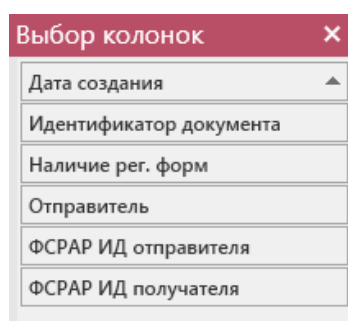 Выбор колонок
Дата создания
Идентификатор документа
Наличие рег. форм
Отправитель
ФСРАР ИД отправителя
ФСРАР ИД получателя